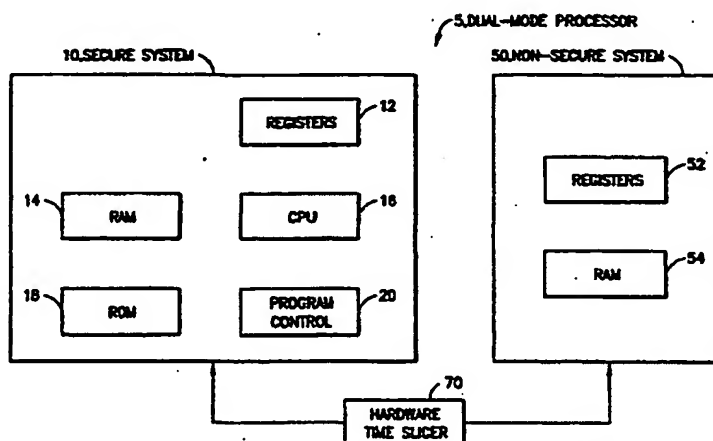 5,DUAL-MODE PROCESSOR
10,SECURE SYSTEM
50,NON-SECURE SYSTEM
12
REGISTERS
52
REGISTERS
14
RAM
16
CPU
54
RAM
18
ROM
20
PROGRAM
CONTROL
70
HARDWARE
TIME SLICER